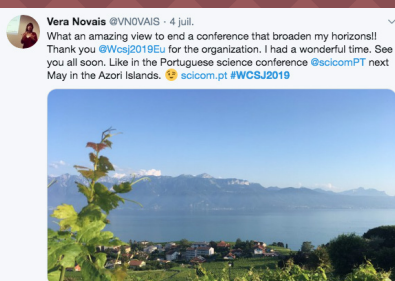 Vera Novais @VN0VAIS · 4 juil.
What an amazing view to end a conference that broaden my horizons!!
Thank you @Wcsj2019Eu for the organization. I had a wonderful time. See
you all soon. Like in the Portuguese science conference @scicomPT next
May in the Azori Islands. 😉 scicom.pt #WCSJ2019